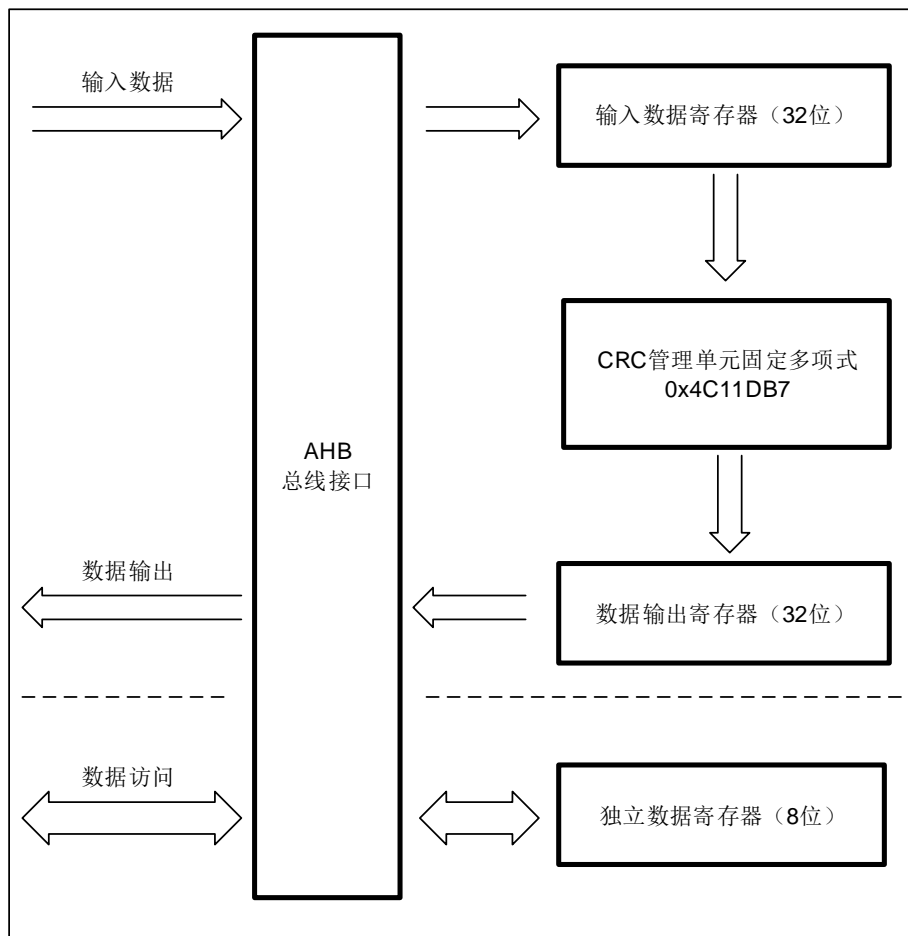 输入数据
输入数据寄存器（32位）
CRC管理单元固定多项式
0x4C11DB7
AHB
总线接口
数据输出
数据输出寄存器（32位）
数据访问
独立数据寄存器（8位）